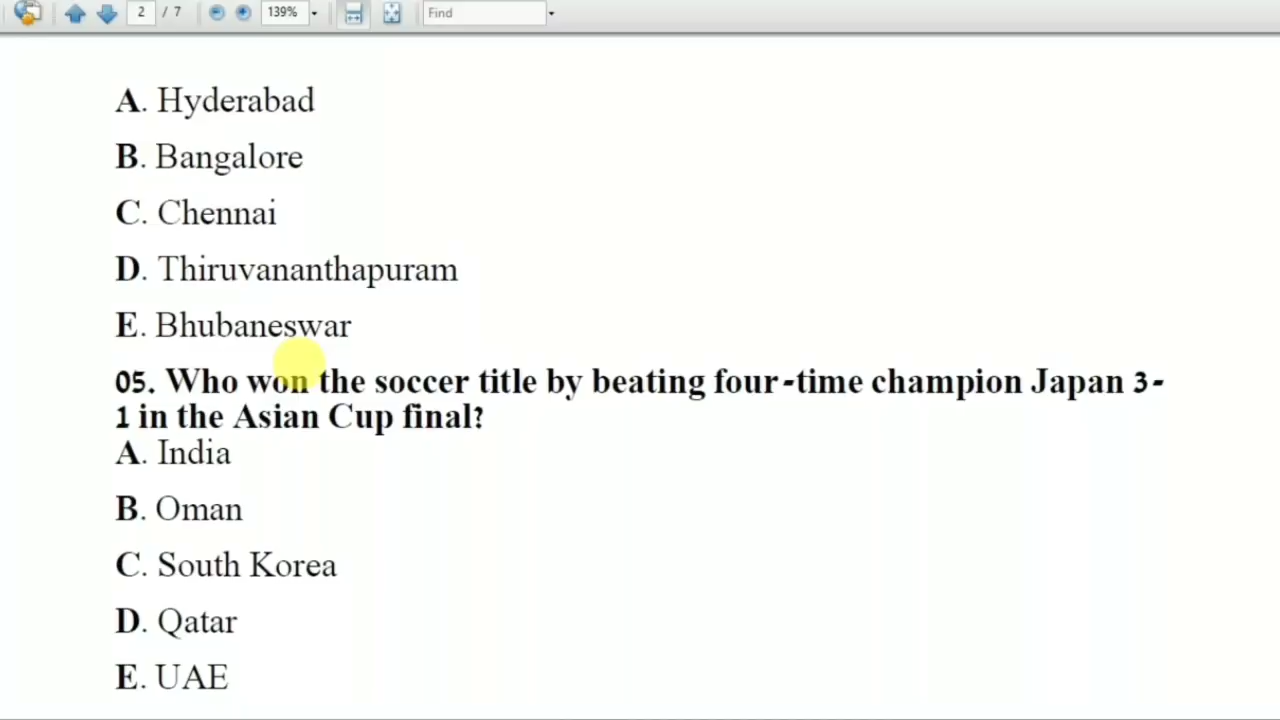 2 / 7 139% Find
A. Hyderabad
B. Bangalore
C. Chennai
D. Thiruvananthapuram
E. Bhubaneswar
05. Who won the soccer title by beating four-time champion Japan 3-
1 in the Asian Cup final?
A. India
B. Oman
C. South Korea
D. Qatar
E. UAE